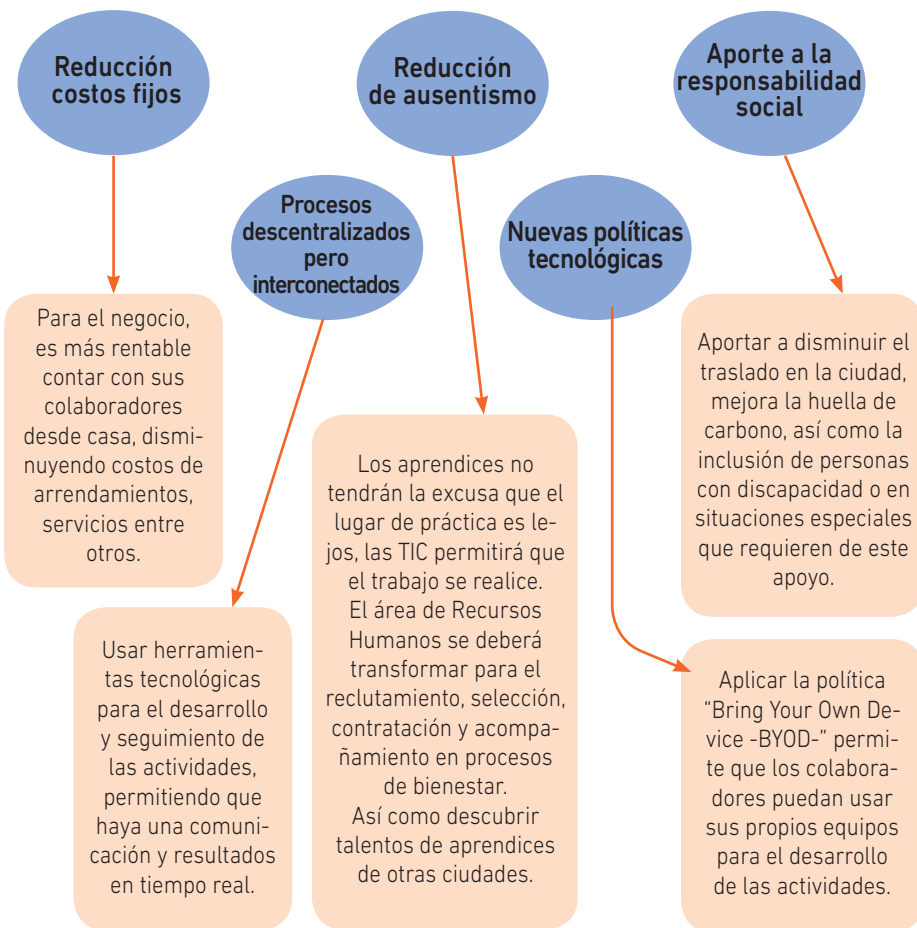 Reducción
costos fijos
Reducción
de ausentismo
Aporte a la
responsabilidad
social
Procesos
descentralizados
pero
interconectados
Nuevas políticas
tecnológicas
Para el negocio,
es más rentable
contar con sus
colaboradores
desde casa, dismi-
nuyendo costos de
arrendamientos,
servicios entre
otros.
Usar herramien-
tas tecnológicas
para el desarrollo
y seguimiento de
las actividades,
permitiendo que
haya una comuni-
cación y resultados
en tiempo real.
Los aprendices no
tendrán la excusa que el
lugar de práctica es le-
jos, las TIC permitirá que
el trabajo se realice.
El área de Recursos
Humanos se deberá
transformar para el
reclutamiento, selección,
contratación y acompa-
ñamiento en procesos
de bienestar.
Así como descubrir
talentos de aprendices
de otras ciudades.
Aportar a disminuir el
traslado en la ciudad,
mejora la huella de
carbono, así como la
inclusión de personas
con discapacidad o en
situaciones especiales
que requieren de este
apoyo.
Aplicar la política
“Bring Your Own De-
vice -BYOD-” permi-
te que los colabora-
dores puedan usar
sus propios equipos
para el desarrollo
de las actividades.